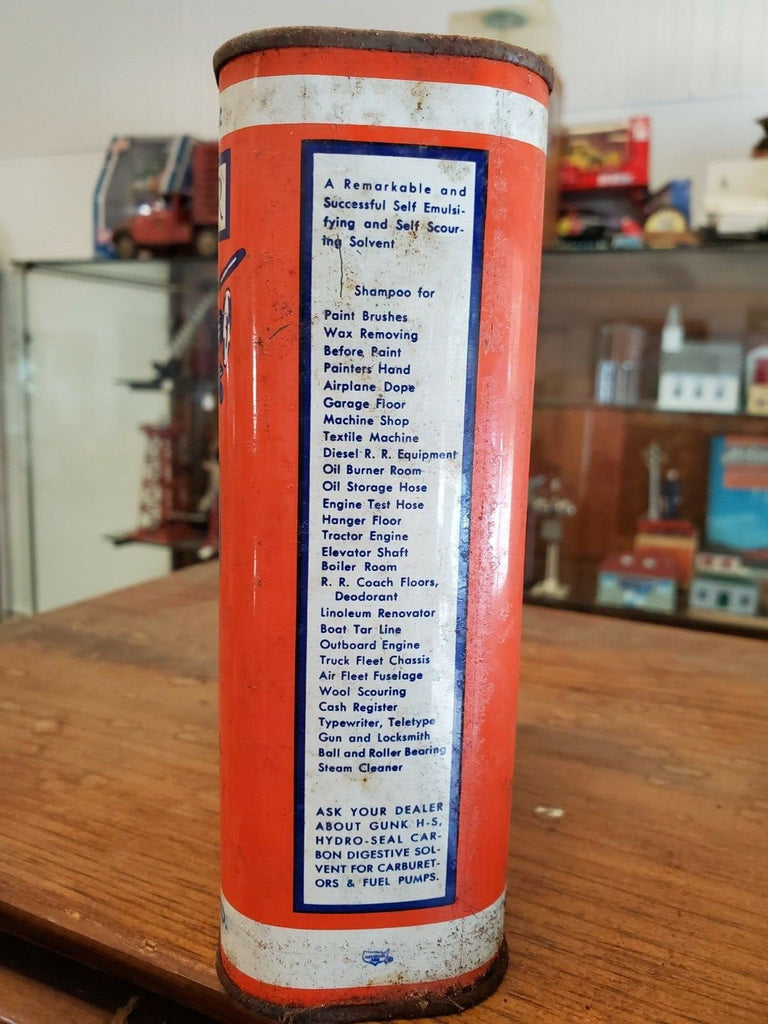 A Remarkable and
Successful Self Emulsi-
fying and Self Scour-
ing Solvent
Shampoo for
Paint Brushes
Wax Removing
Before Paint
Painters Hand
Airplane Dope
Garage Floor
Machine Shop
Textile Machine
Diesel R. R. Equipment
Oil Burner Room
Oil Storage Hose
Engine Test Hose
Hanger Floor
Tractor Engine
Elevator Shaft
Boiler Room
R. R. Coach Floors,
Deodorant
Linoleum Renovator
Boat Tar Line
Outboard Engine
Truck Fleet Chassis
Air Fleet Fuselage
Wool Scouring
Cash Register
Typewriter, Teletype
Gun and Locksmith
Ball and Roller Bearing
Steam Cleaner
ASK YOUR DEALER
ABOUT GUNK H-S,
HYDRO-SEAL CAR-
BON DIGESTIVE SOL-
VENT FOR CARBURET-
ORS & FUEL PUMPS.